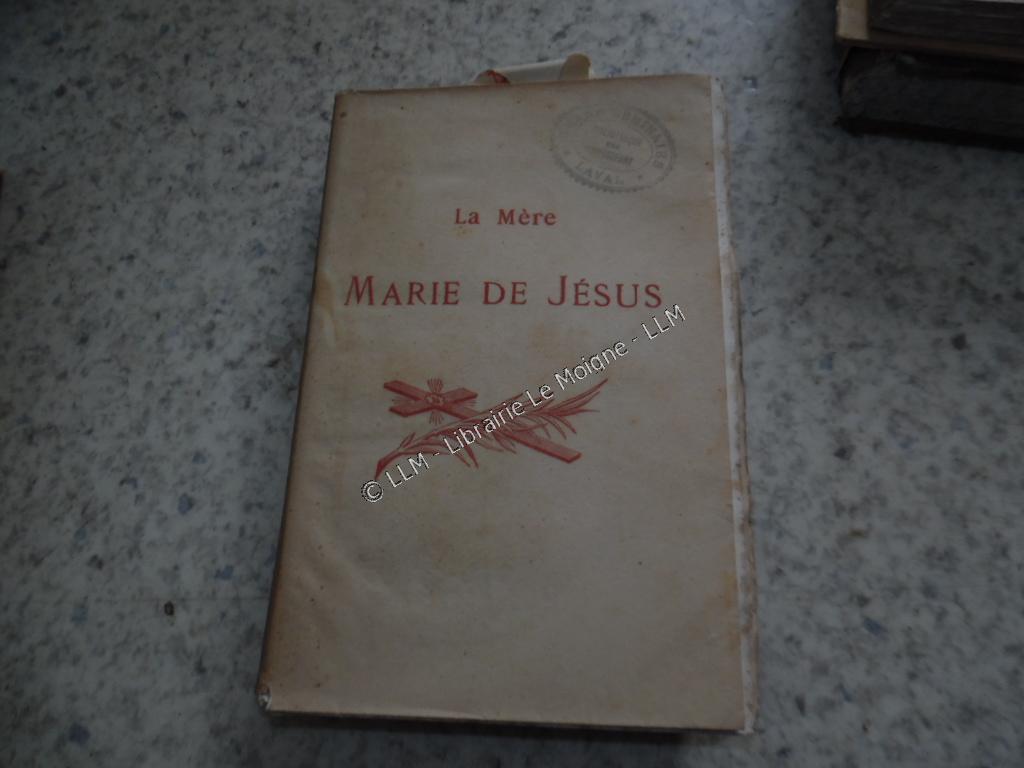 La Mère
MARIE DE JÉSUS
© LLM - Librairie Le Moigne - LLM
LAVAL